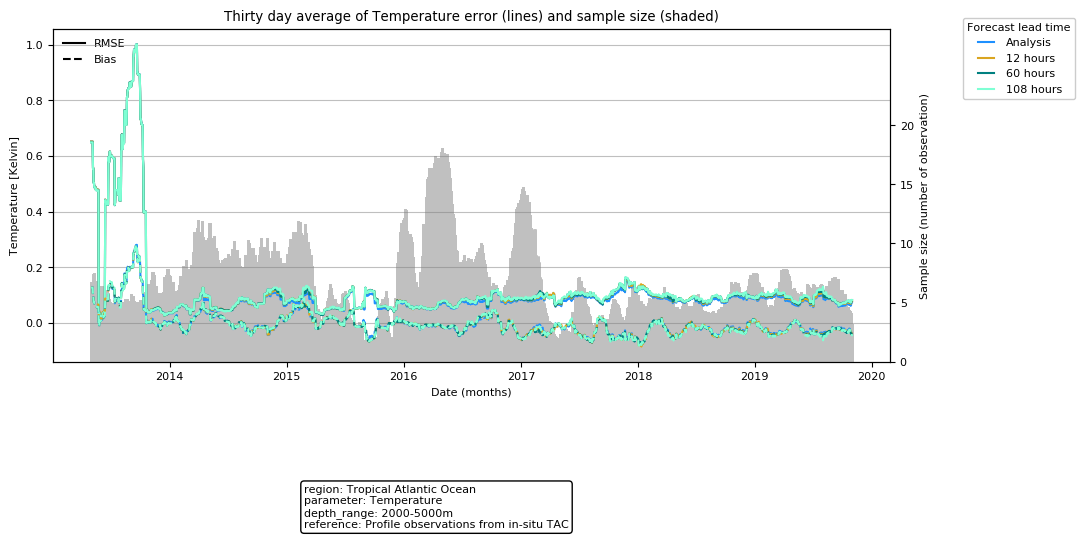 Thirty day average of Temperature error (lines) and sample size (shaded)
Forecast lead time
Analysis
12 hours
60 hours
108 hours
RMSE
Bias
Temperature [Kelvin]
1.0
0.8
0.6
0.4
0.2
0.0
Sample size (number of observation)
20
15
10
5
0
2014
2015
2016
2017
2018
2019
2020
Date (months)
region: Tropical Atlantic Ocean
parameter: Temperature
depth_range: 2000-5000m
reference: Profile observations from in-situ TAC